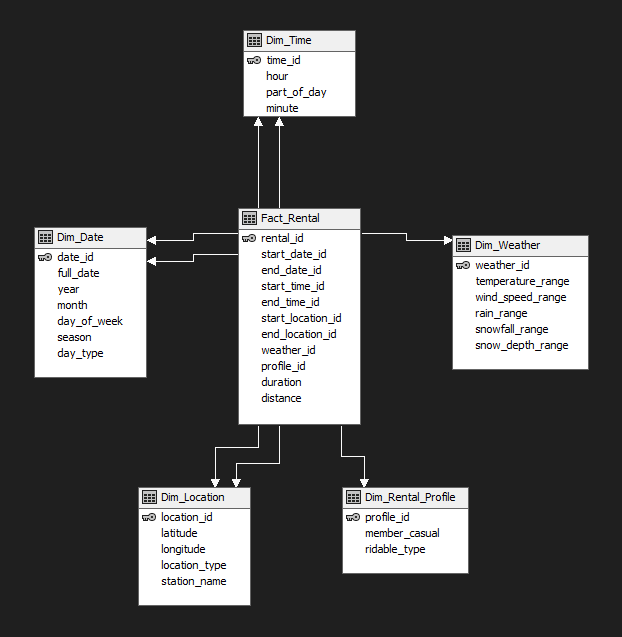 Dim_Time
time_id
hour
part_of_day
minute
Fact_Rental
rental_id
start_date_id
end_date_id
start_time_id
end_time_id
start_location_id
end_location_id
weather_id
profile_id
duration
distance
Dim_Date
date_id
full_date
year
month
day_of_week
season
day_type
Dim_Weather
weather_id
temperature_range
wind_speed_range
rain_range
snowfall_range
snow_depth_range
Dim_Location
location_id
latitude
longitude
location_type
station_name
Dim_Rental_Profile
profile_id
member_casual
ridable_type